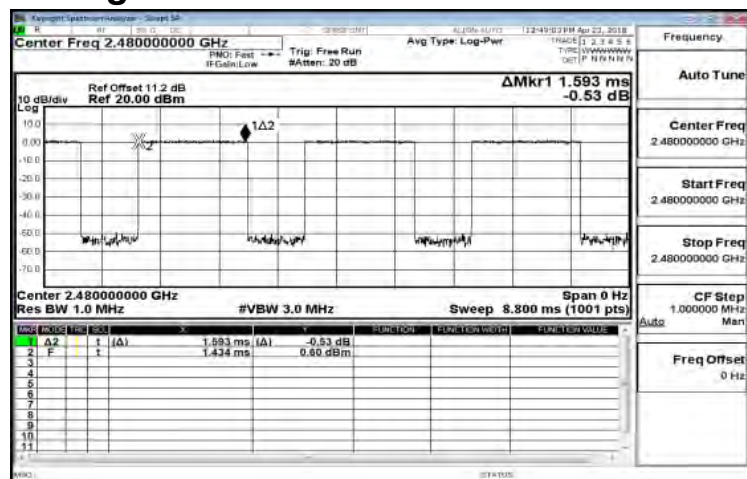 Keysight Spectrum Analyzer - Swept SA
Center Freq 2.480000000 GHz
PNO: Fast
IFGain:Low
Trig: Free Run
#Atten: 20 dB
Avg Type: Log-Pwr
12:49:03 PM Apr 23, 2018
TRACE 1 2 3 4 5 6
TYPE WWWWWW
DET P N N N N N
Ref Offset 11.2 dB
10 dB/div Ref 20.00 dBm
ΔMkr1 1.593 ms
-0.53 dB
Log
10.0
0.00
-10.0
-20.0
-30.0
-40.0
-50.0
-60.0
-70.0
1Δ2
2
Center 2.480000000 GHz
Span 0 Hz
Res BW 1.0 MHz
#VBW 3.0 MHz
Sweep 8.800 ms (1001 pts)
MKR MODE TRC SCL X Y FUNCTION FUNCTION WIDTH FUNCTION VALUE
1 Δ2 t (Δ) 1.593 ms (Δ) -0.53 dB
2 F t 1.434 ms 0.60 dBm
3
4
5
6
7
8
9
10
11
MSG
STATUS
Frequency
Auto Tune
Center Freq
2.480000000 GHz
Start Freq
2.480000000 GHz
Stop Freq
2.480000000 GHz
CF Step
1.000000 MHz
Auto Man
Freq Offset
0 Hz